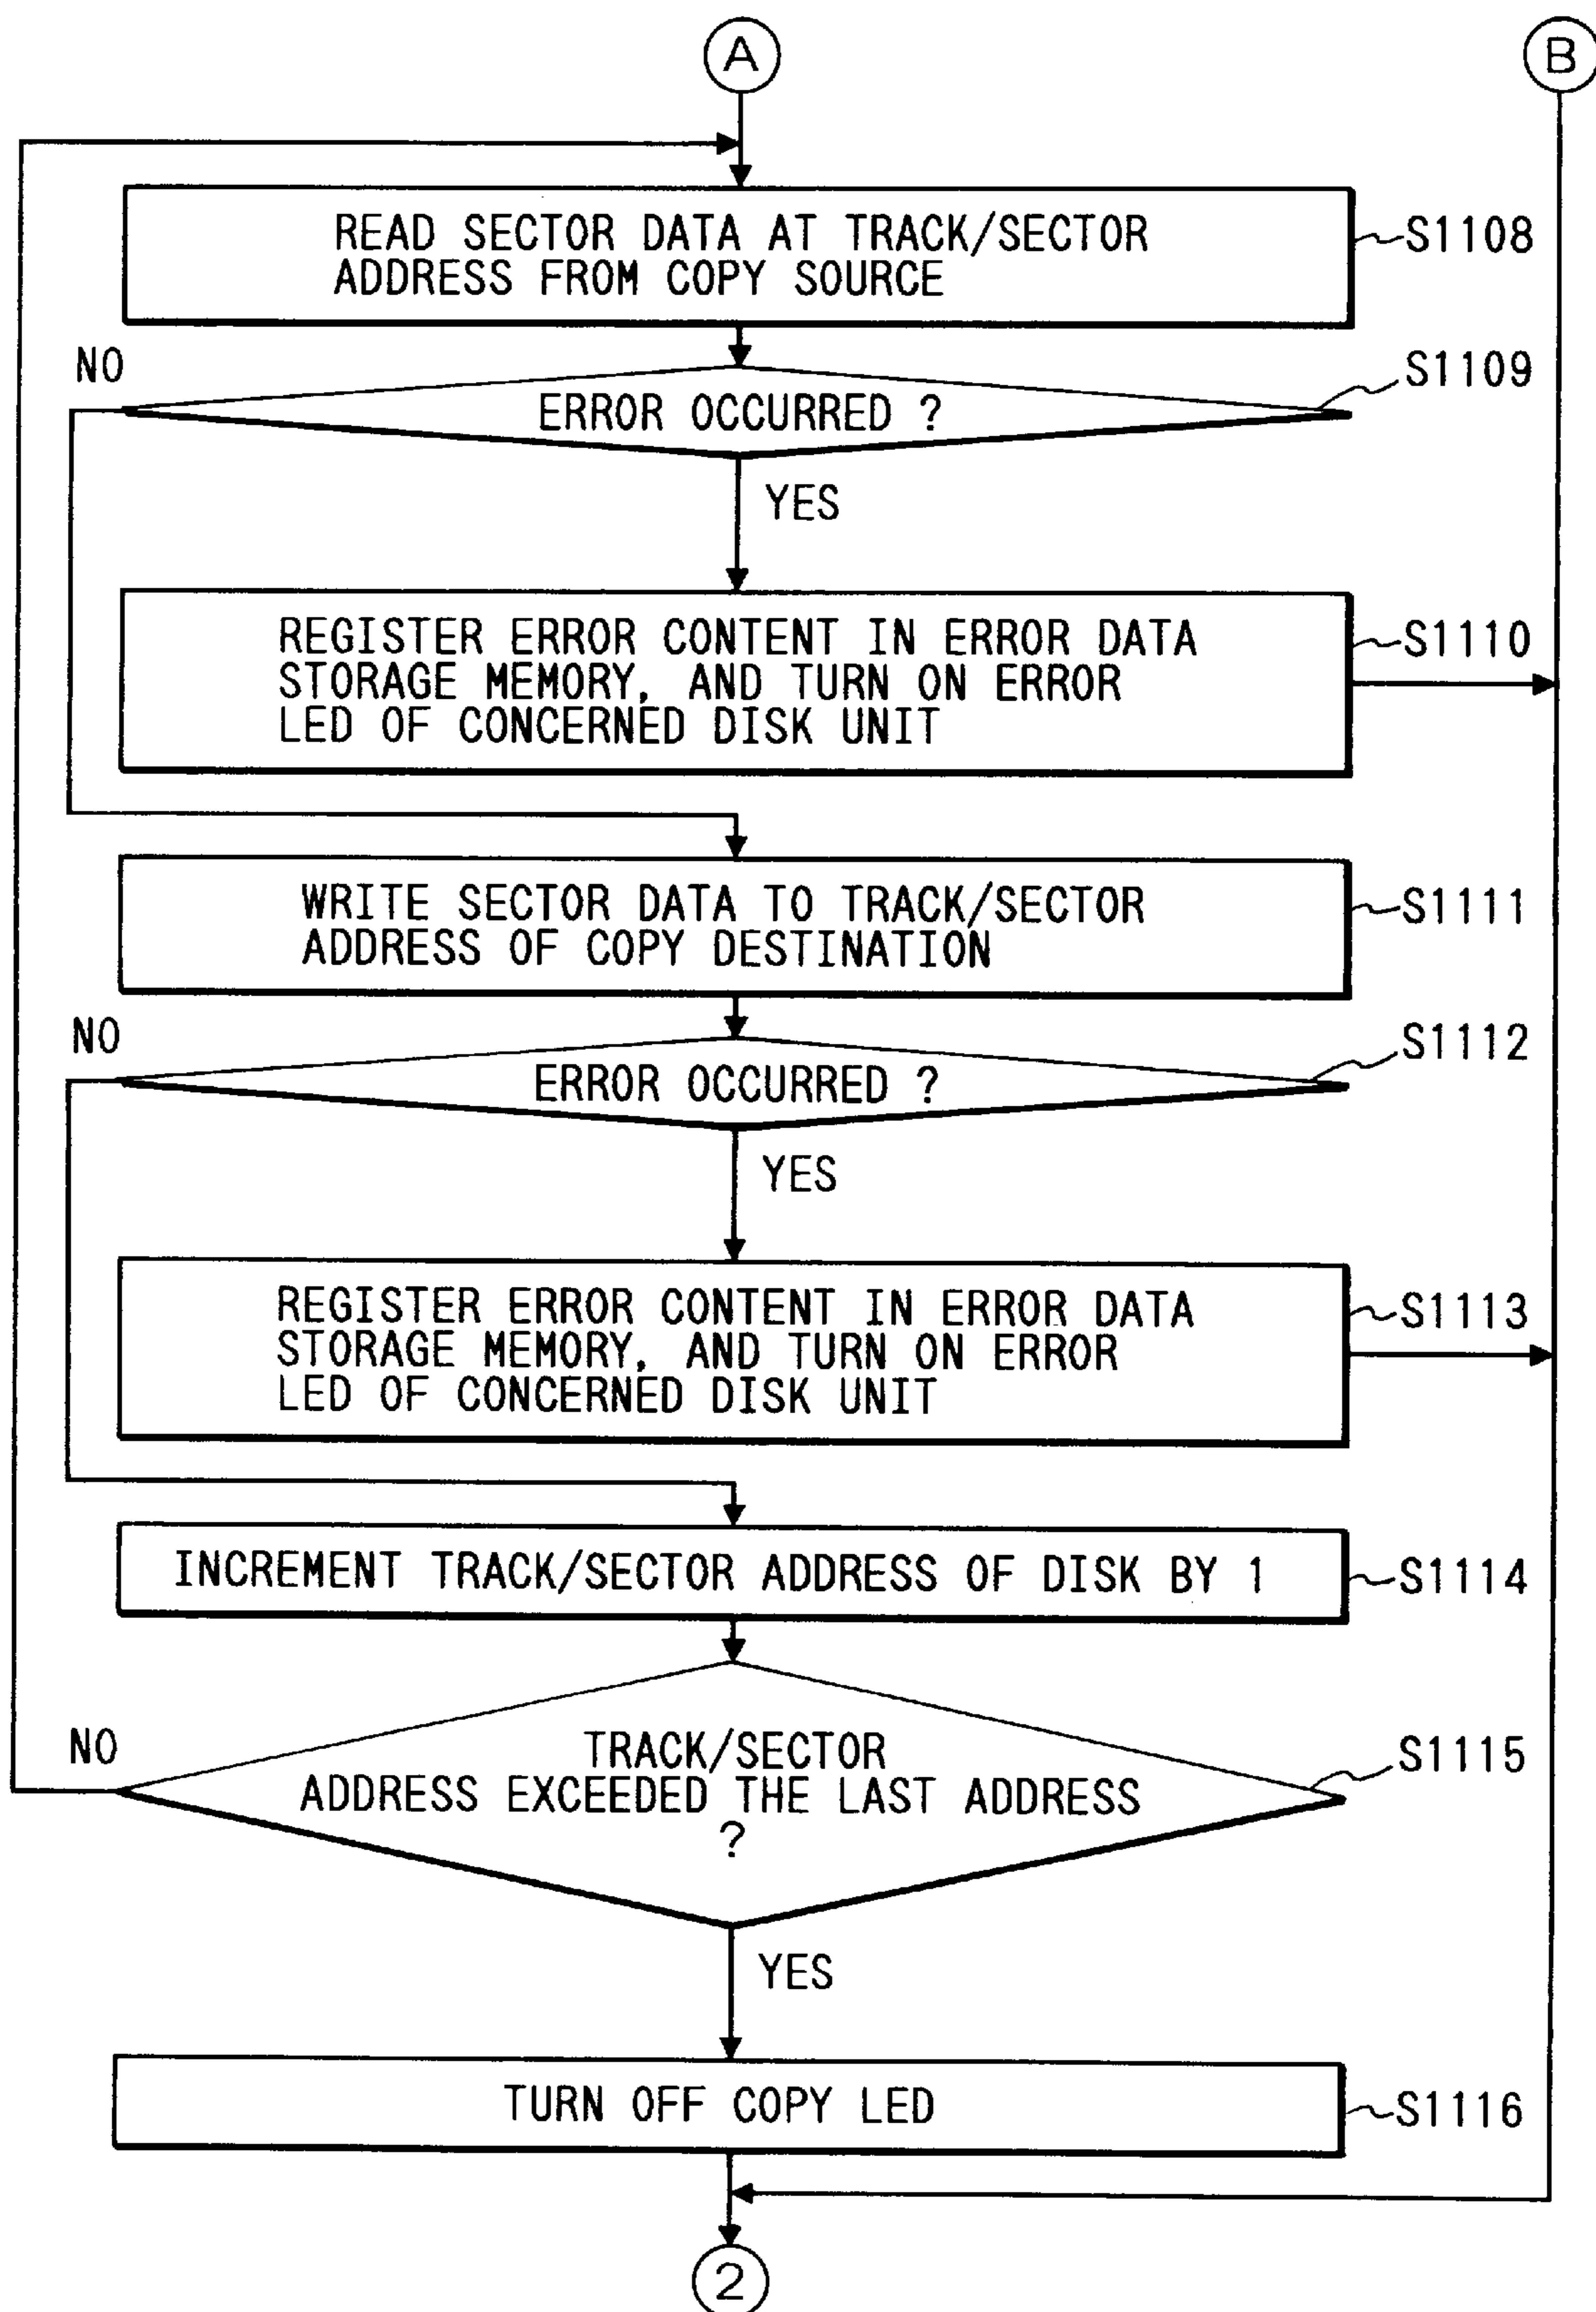 A
B
READ SECTOR DATA AT TRACK/SECTOR
ADDRESS FROM COPY SOURCE
S1108
NO
ERROR OCCURRED ?
S1109
YES
REGISTER ERROR CONTENT IN ERROR DATA
STORAGE MEMORY, AND TURN ON ERROR
LED OF CONCERNED DISK UNIT
S1110
WRITE SECTOR DATA TO TRACK/SECTOR
ADDRESS OF COPY DESTINATION
S1111
NO
ERROR OCCURRED ?
S1112
YES
REGISTER ERROR CONTENT IN ERROR DATA
STORAGE MEMORY, AND TURN ON ERROR
LED OF CONCERNED DISK UNIT
S1113
INCREMENT TRACK/SECTOR ADDRESS OF DISK BY 1
S1114
NO
TRACK/SECTOR
ADDRESS EXCEEDED THE LAST ADDRESS
?
S1115
YES
TURN OFF COPY LED
S1116
2